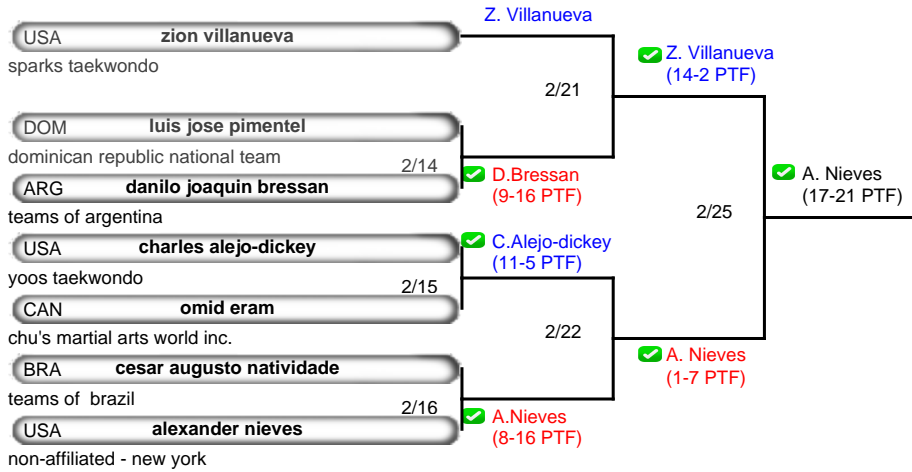 Z. Villanueva
USA zion villanueva
sparks taekwondo
Z. Villanueva
(14-2 PTF)
2/21
DOM luis jose pimentel
dominican republic national team
2/14
ARG danilo joaquin bressan
teams of argentina
D.Bressan
(9-16 PTF)
A. Nieves
(17-21 PTF)
2/25
USA charles alejo-dickey
yoos taekwondo
C.Alejo-dickey
(11-5 PTF)
2/15
CAN omid eram
chu's martial arts world inc.
2/22
BRA cesar augusto natividade
teams of  brazil
A. Nieves
(1-7 PTF)
2/16
USA alexander nieves
non-affiliated - new york
A.Nieves
(8-16 PTF)